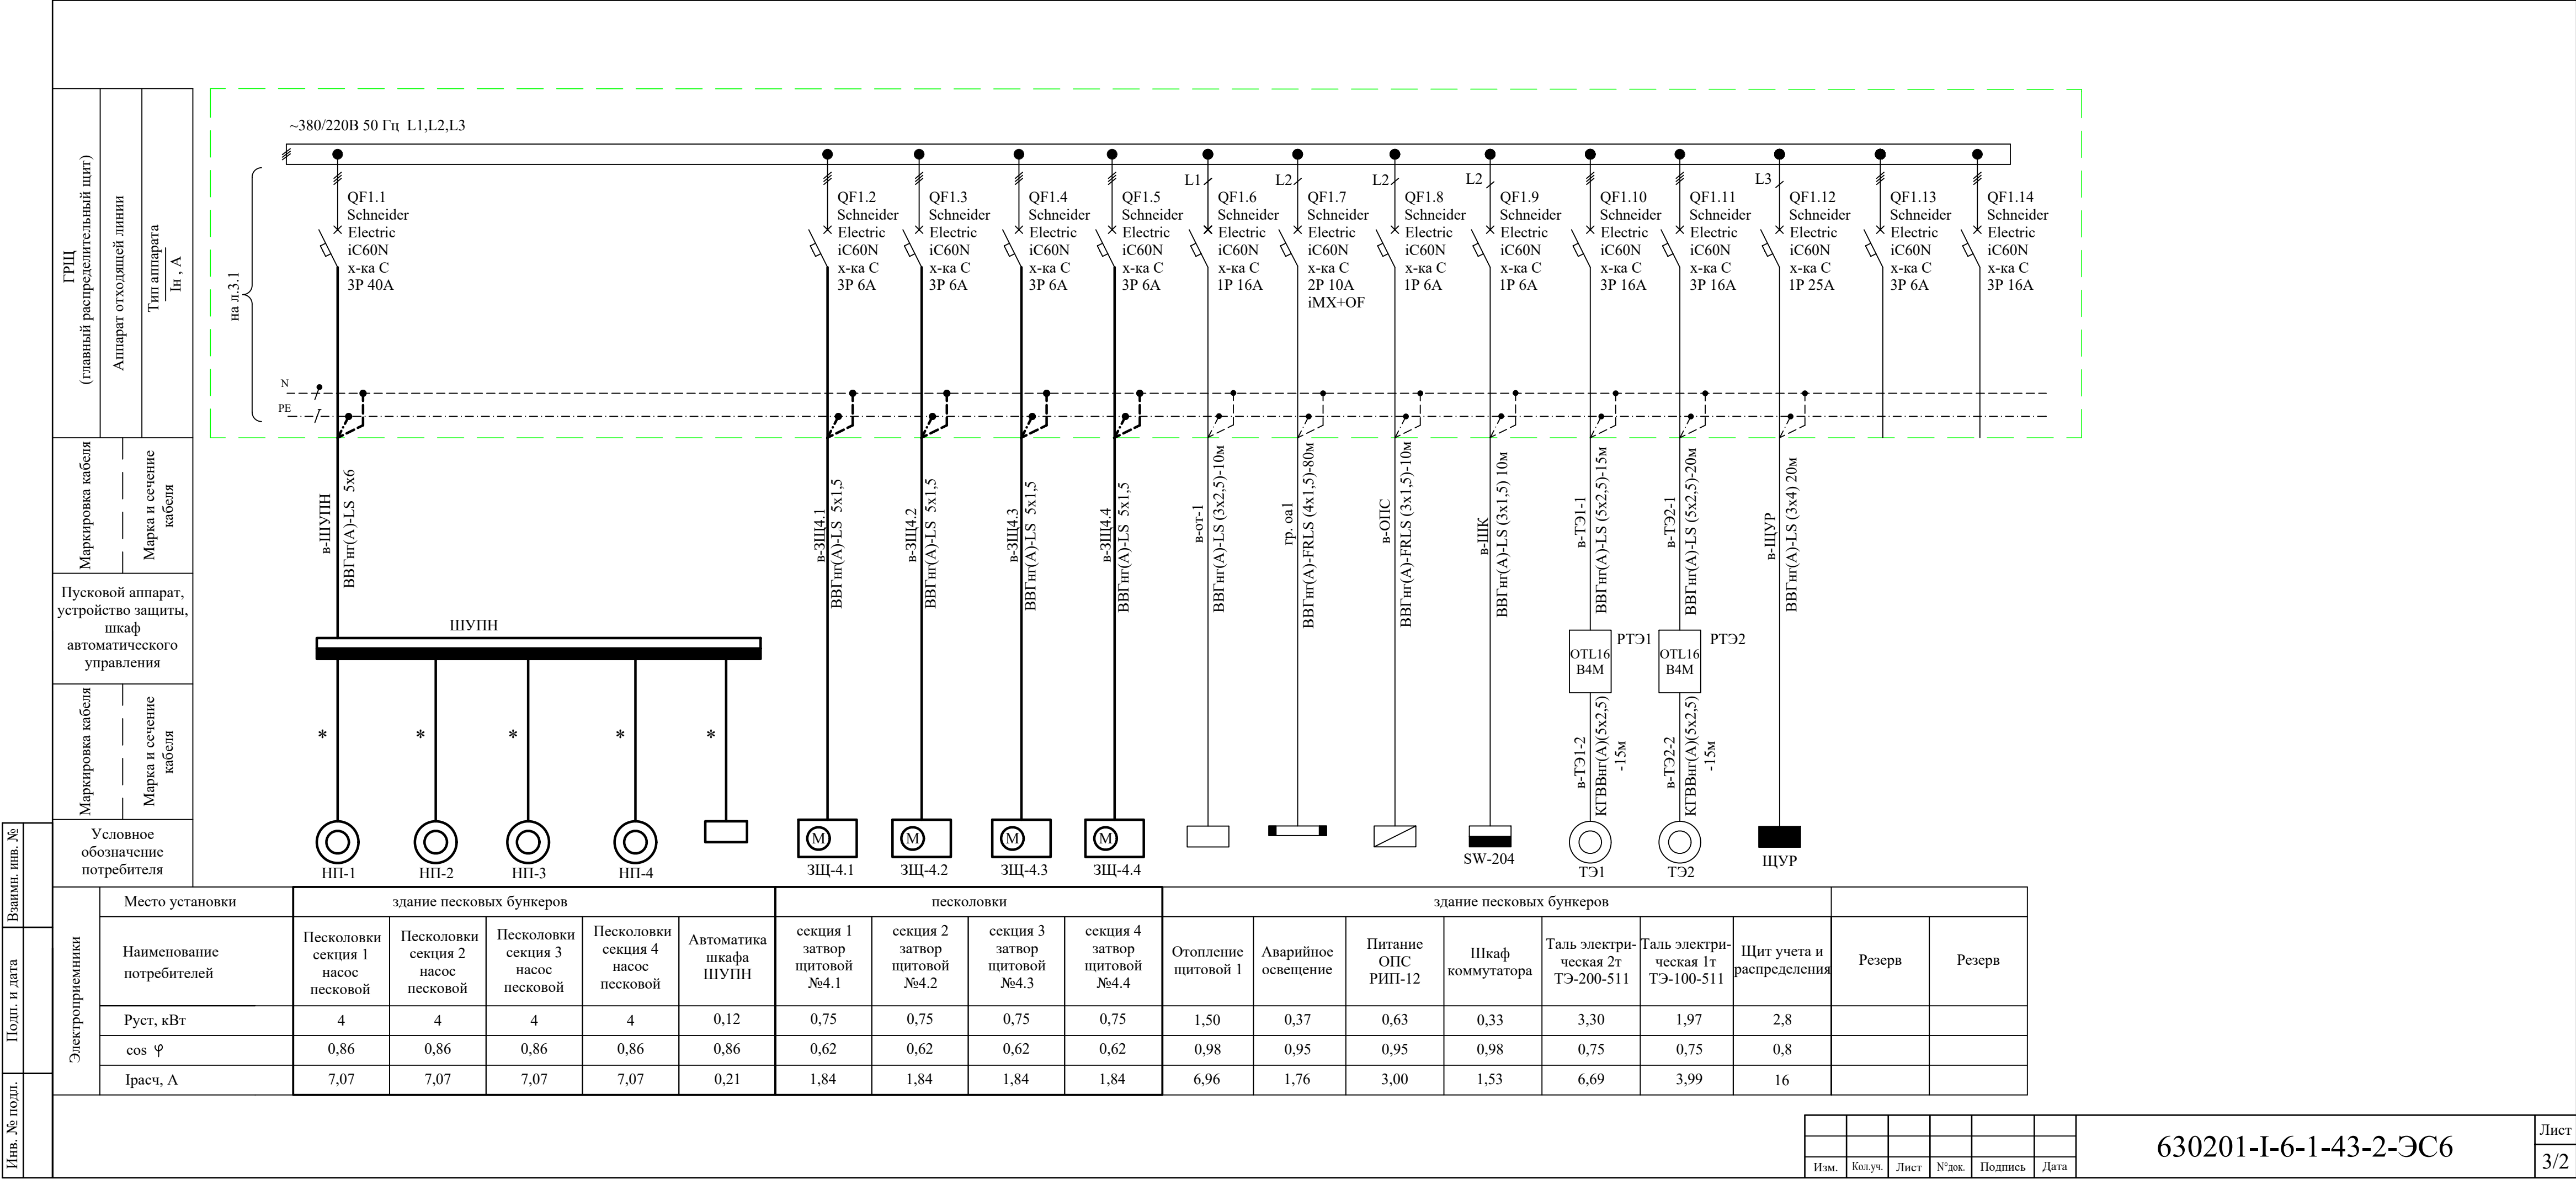 ~380/220В 50 Гц L1,L2,L3
ГРЩ
(главный распределительный щит)
Аппарат отходящей линии
Тип аппарата
Iн , А
на л.3.1
N
PE
QF1.1
Schneider
Electric
iC60N
х-ка С
3P 40А
QF1.2
Schneider
Electric
iC60N
х-ка С
3P 6А
QF1.3
Schneider
Electric
iC60N
х-ка С
3P 6А
QF1.4
Schneider
Electric
iC60N
х-ка С
3P 6А
QF1.5
Schneider
Electric
iC60N
х-ка С
3P 6А
L1
QF1.6
Schneider
Electric
iC60N
х-ка С
1P 16А
L2
QF1.7
Schneider
Electric
iC60N
х-ка С
2P 10А
iMX+OF
L2
QF1.8
Schneider
Electric
iC60N
х-ка С
1P 6А
L2
QF1.9
Schneider
Electric
iC60N
х-ка С
1P 6А
QF1.10
Schneider
Electric
iC60N
х-ка С
3P 16А
QF1.11
Schneider
Electric
iC60N
х-ка С
3P 16А
L3
QF1.12
Schneider
Electric
iC60N
х-ка С
1P 25А
QF1.13
Schneider
Electric
iC60N
х-ка С
3P 6А
QF1.14
Schneider
Electric
iC60N
х-ка С
3P 16А
Маркировка кабеля
Марка и сечение
кабеля
в-ШУПН
ВВГнг(А)-LS 5х6
в-ЗЩ4.1
ВВГнг(А)-LS 5х1,5
в-ЗЩ4.2
ВВГнг(А)-LS 5х1,5
в-ЗЩ4.3
ВВГнг(А)-LS 5х1,5
в-ЗЩ4.4
ВВГнг(А)-LS 5х1,5
в-от-1
ВВГнг(А)-LS (3х2,5)-10м
гр. оа1
ВВГнг(А)-FRLS (4х1,5)-80м
в-ОПС
ВВГнг(А)-FRLS (3х1,5)-10м
в-ШК
ВВГнг(А)-LS (3х1,5) 10м
в-ТЭ1-1
ВВГнг(А)-LS (5х2,5)-15м
в-ТЭ2-1
ВВГнг(А)-LS (5х2,5)-20м
в-ЩУР
ВВГнг(А)-LS (3х4) 20м
Пусковой аппарат,
устройство защиты,
шкаф
автоматического
управления
ШУПН
OTL16
B4M
РТЭ1
OTL16
B4M
РТЭ2
Маркировка кабеля
Марка и сечение
кабеля
*
*
*
*
*
в-ТЭ1-2
КГВВнг(А)(5х2,5)
-15м
в-ТЭ2-2
КГВВнг(А)(5х2,5)
-15м
Условное
обозначение
потребителя
НП-1
НП-2
НП-3
НП-4
M
ЗЩ-4.1
M
ЗЩ-4.2
M
ЗЩ-4.3
M
ЗЩ-4.4
SW-204
ТЭ1
ТЭ2
ЩУР
Электроприемники
Место установки
здание песковых бункеров
песколовки
здание песковых бункеров
Наименование
потребителей
Песколовки
секция 1
насос
песковой
Песколовки
секция 2
насос
песковой
Песколовки
секция 3
насос
песковой
Песколовки
секция 4
насос
песковой
Автоматика
шкафа
ШУПН
секция 1
затвор
щитовой
№4.1
секция 2
затвор
щитовой
№4.2
секция 3
затвор
щитовой
№4.3
секция 4
затвор
щитовой
№4.4
Отопление
щитовой 1
Аварийное
освещение
Питание
ОПС
РИП-12
Шкаф
коммутатора
Таль электри-
ческая 2т
ТЭ-200-511
Таль электри-
ческая 1т
ТЭ-100-511
Щит учета и
распределения
Резерв
Резерв
Руст, кВт 4 4 4 4 0,12 0,75 0,75 0,75 0,75 1,50 0,37 0,63 0,33 3,30 1,97 2,8
cos φ 0,86 0,86 0,86 0,86 0,86 0,62 0,62 0,62 0,62 0,98 0,95 0,95 0,98 0,75 0,75 0,8
Iрасч, А 7,07 7,07 7,07 7,07 0,21 1,84 1,84 1,84 1,84 6,96 1,76 3,00 1,53 6,69 3,99 16
Взаимн. инв. №
Подп. и дата
Инв. № подл.
Изм. Кол.уч. Лист №док. Подпись Дата
630201-I-6-1-43-2-ЭС6
Лист
3/2